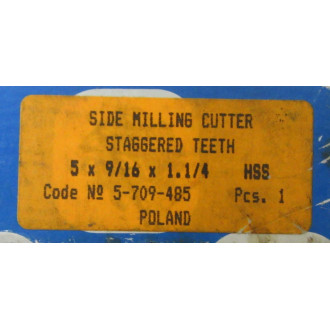 SIDE MILLING CUTTER
STAGGERED TEETH
5 x 9/16 x 1.1/4 HSS
Code Nº 5-709-485 Pcs. 1
POLAND